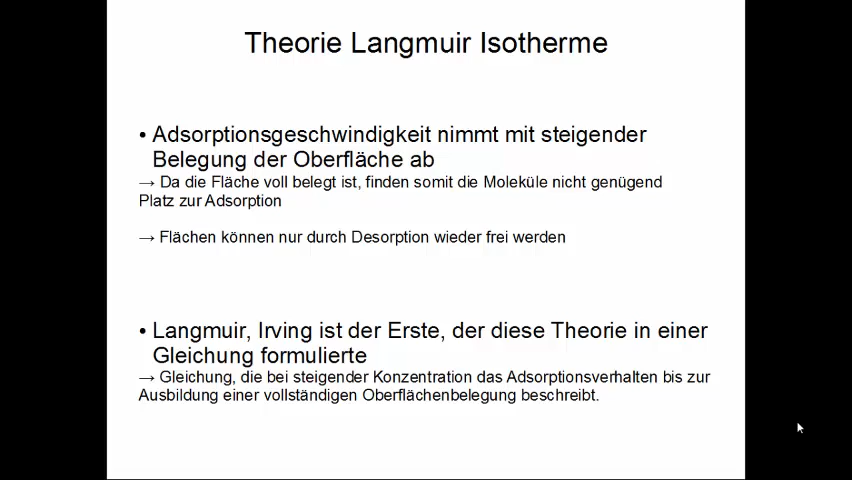 Theorie Langmuir Isotherme
• Adsorptionsgeschwindigkeit nimmt mit steigender
Belegung der Oberfläche ab
→ Da die Fläche voll belegt ist, finden somit die Moleküle nicht genügend
Platz zur Adsorption
→ Flächen können nur durch Desorption wieder frei werden
• Langmuir, Irving ist der Erste, der diese Theorie in einer
Gleichung formulierte
→ Gleichung, die bei steigender Konzentration das Adsorptionsverhalten bis zur
Ausbildung einer vollständigen Oberflächenbelegung beschreibt.